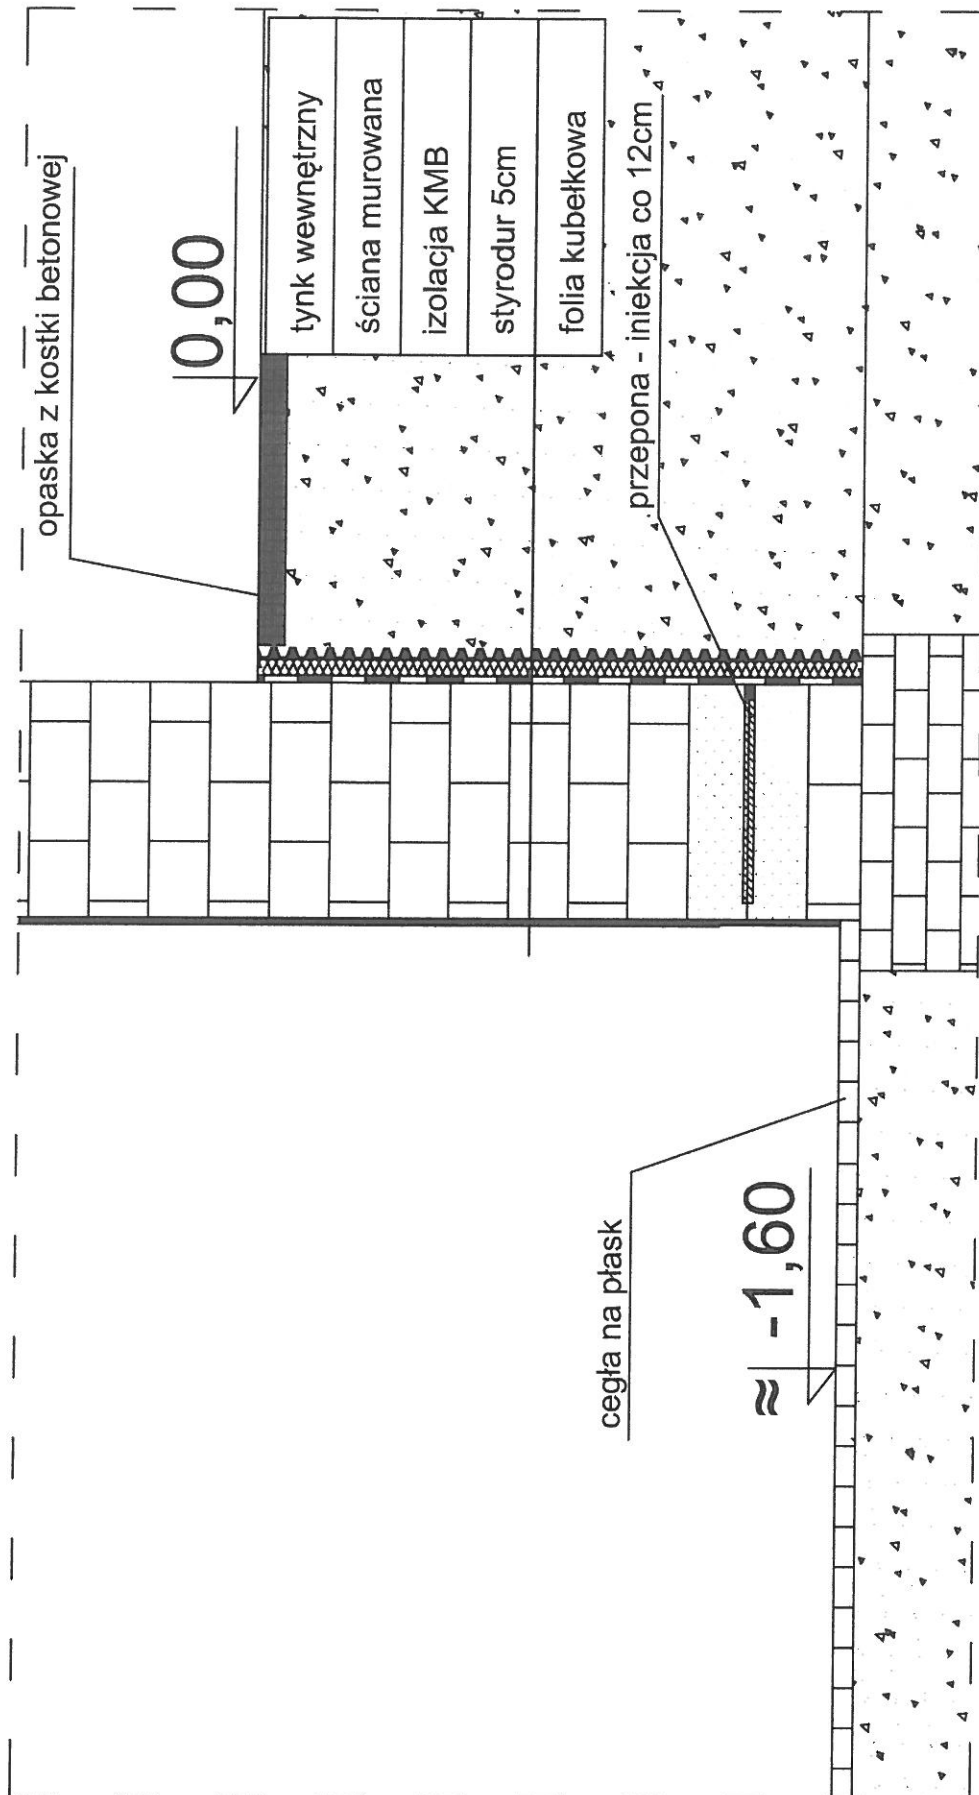 opaska z kostki betonowej
0,00
tynk wewnętrzny
ściana murowana
izolacja KMB
styrodur 5cm
folia kubełkowa
przepona - iniekcja co 12cm
cegła na płask
≈ -1,60